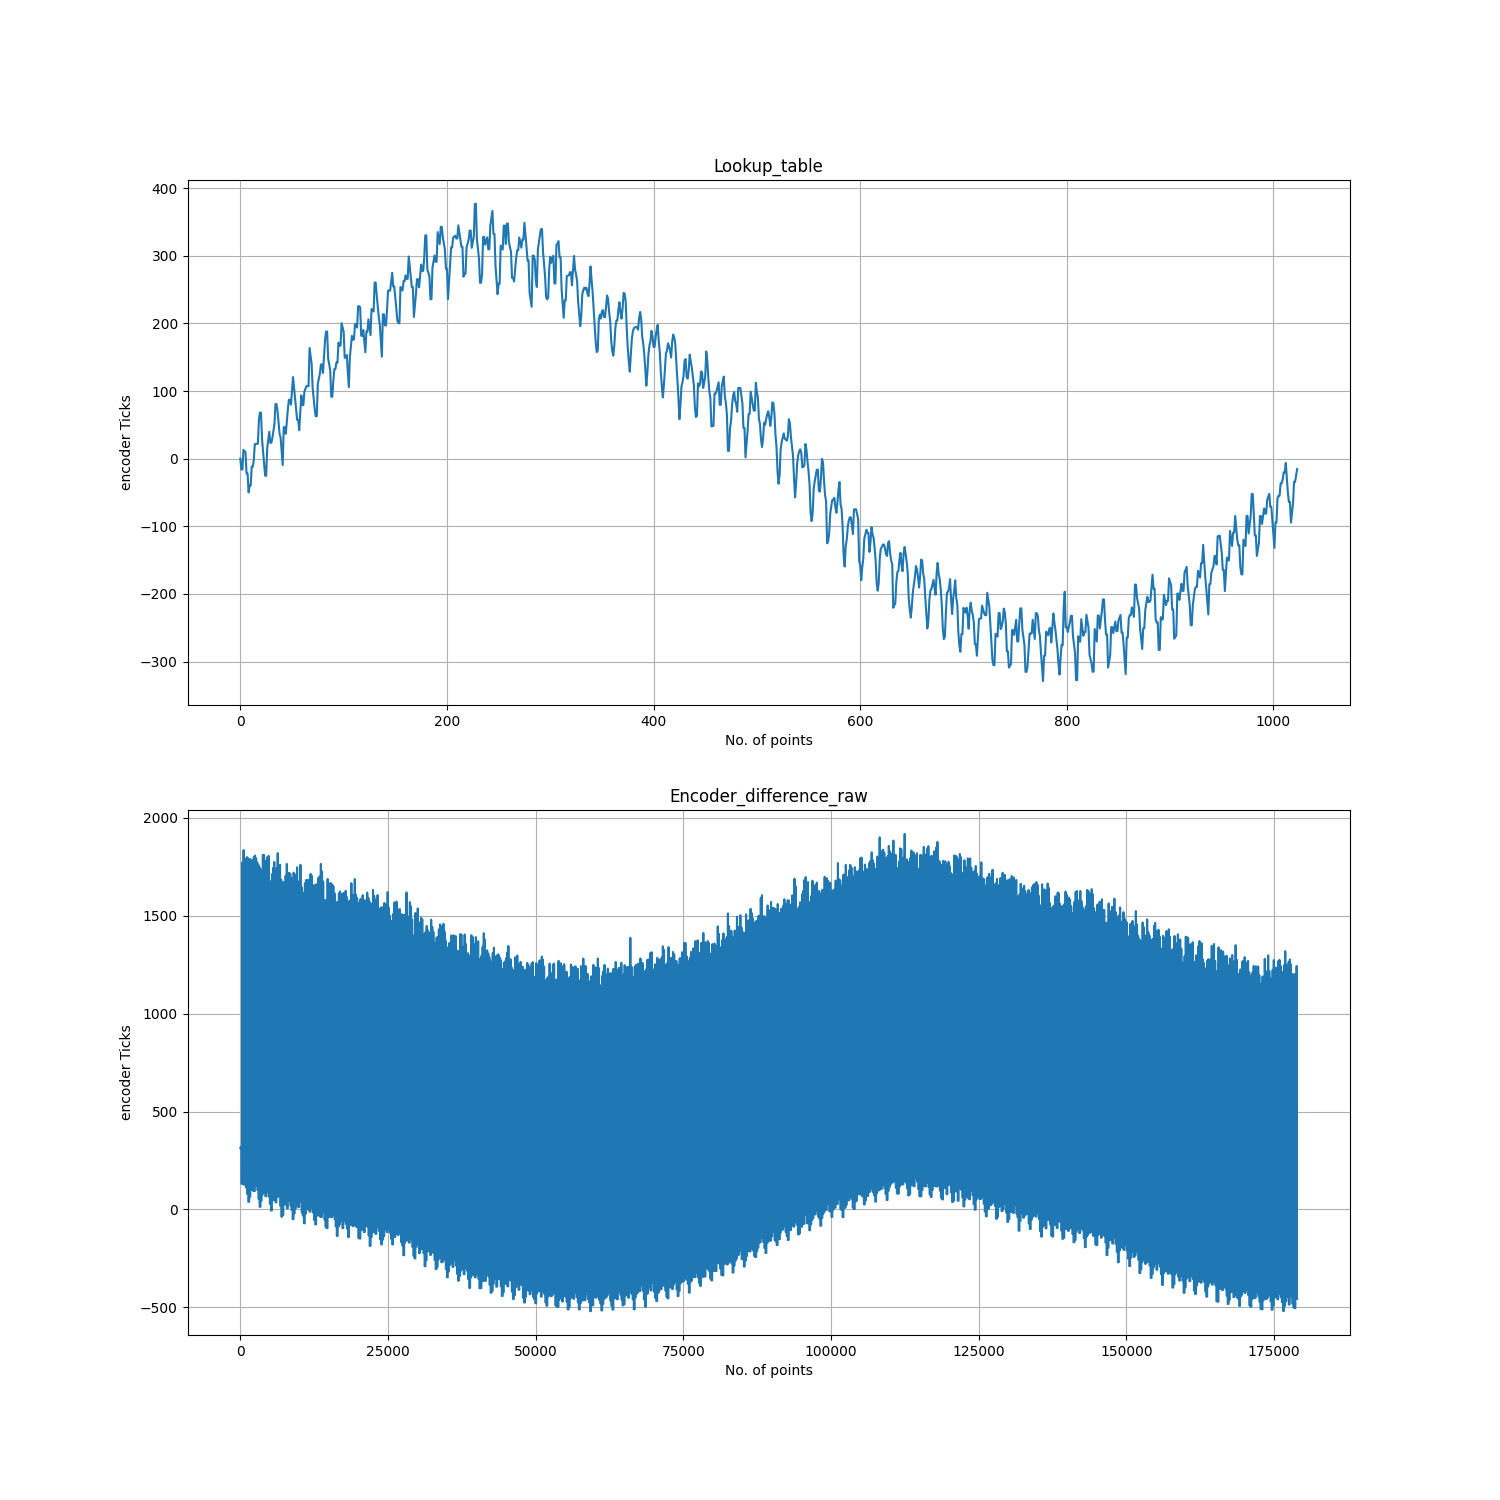 Lookup_table
400
300
200
100
0
−100
−200
−300
encoder Ticks
0 200 400 600 800 1000
No. of points
Encoder_difference_raw
2000
1500
1000
500
0
−500
encoder Ticks
0 25000 50000 75000 100000 125000 150000 175000
No. of points